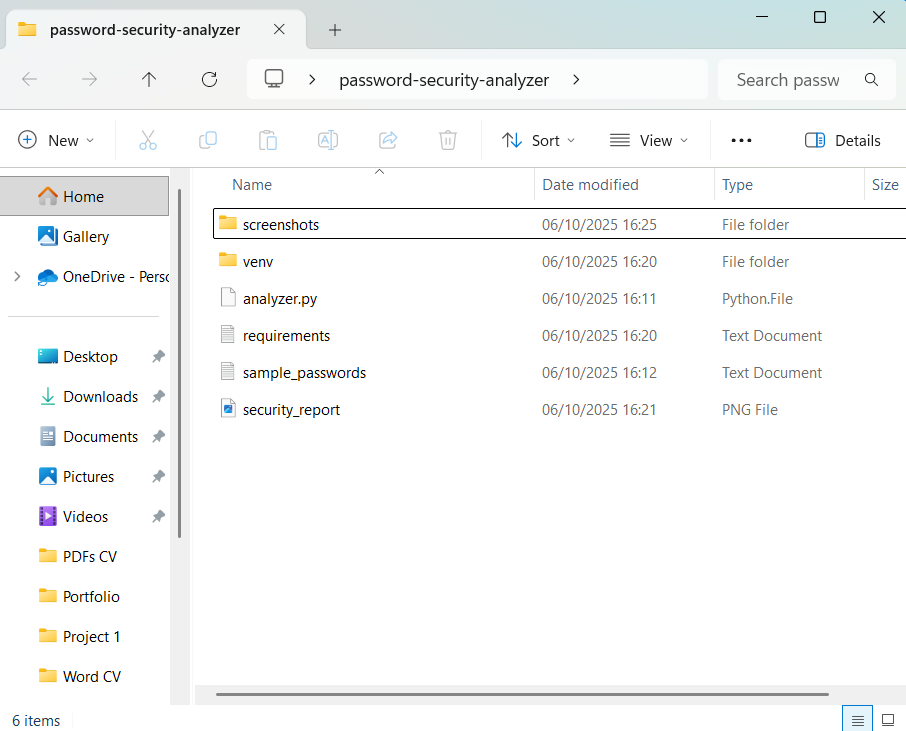 password-security-analyzer
password-security-analyzer
Search passw
New
Sort
View
Details
Home
Gallery
OneDrive - Perso
Desktop
Downloads
Documents
Pictures
Videos
PDFs CV
Portfolio
Project 1
Word CV
Name Date modified Type Size
screenshots 06/10/2025 16:25 File folder
venv 06/10/2025 16:20 File folder
analyzer.py 06/10/2025 16:11 Python.File
requirements 06/10/2025 16:20 Text Document
sample_passwords 06/10/2025 16:12 Text Document
security_report 06/10/2025 16:21 PNG File
6 items